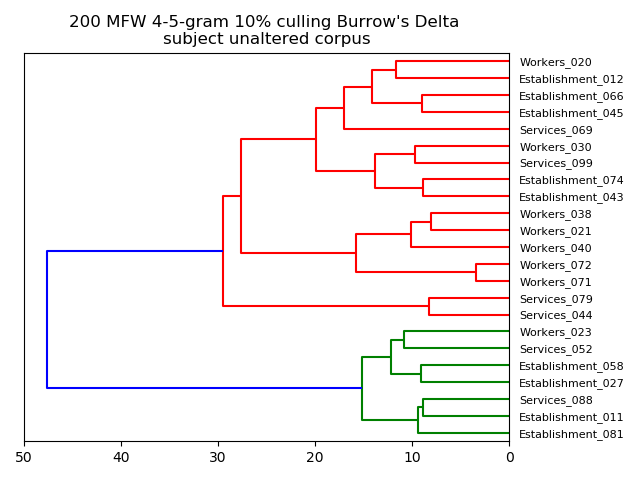 200 MFW 4-5-gram 10% culling Burrow's Delta
subject unaltered corpus
Workers_020
Establishment_012
Establishment_066
Establishment_045
Services_069
Workers_030
Services_099
Establishment_074
Establishment_043
Workers_038
Workers_021
Workers_040
Workers_072
Workers_071
Services_079
Services_044
Workers_023
Services_052
Establishment_058
Establishment_027
Services_088
Establishment_011
Establishment_081
50 40 30 20 10 0